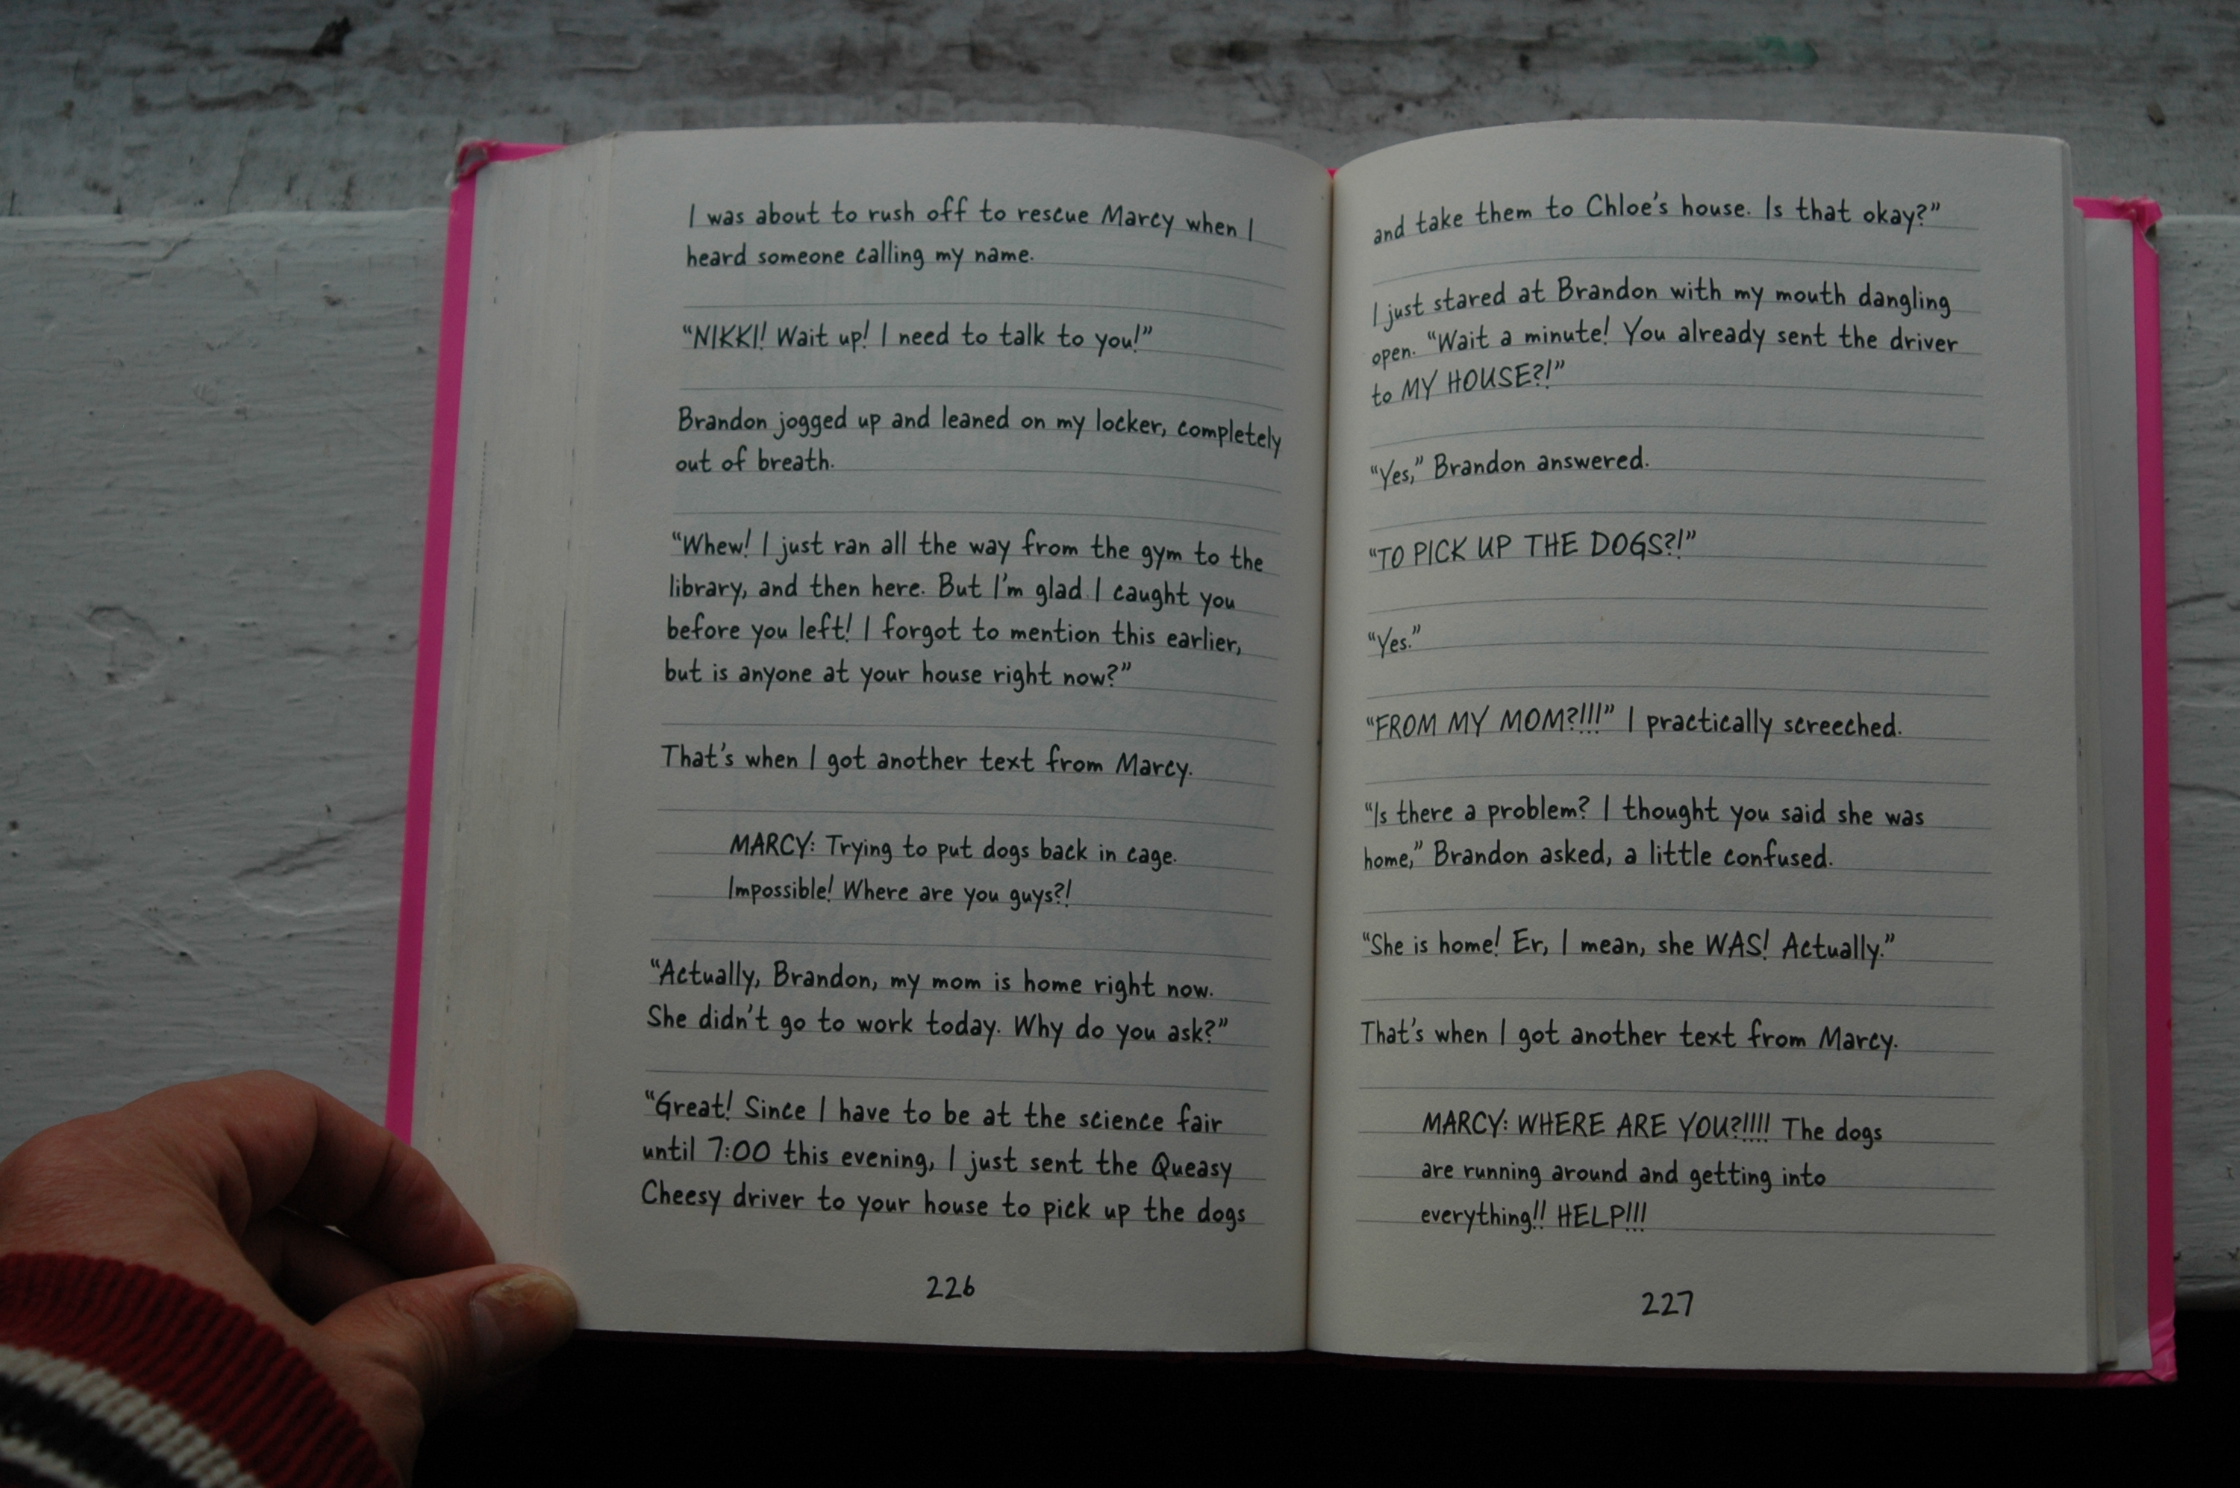 I was about to rush off to rescue Marcy when I
heard someone calling my name.
“NIKKI! Wait up! I need to talk to you!”
Brandon jogged up and leaned on my locker, completely
out of breath.
“Whew! I just ran all the way from the gym to the
library, and then here. But I’m glad I caught you
before you left! I forgot to mention this earlier,
but is anyone at your house right now?”
That’s when I got another text from Marcy.
MARCY: Trying to put dogs back in cage.
Impossible! Where are you guys?!
“Actually, Brandon, my mom is home right now.
She didn’t go to work today. Why do you ask?”
“Great! Since I have to be at the science fair
until 7:00 this evening, I just sent the Queasy
Cheesy driver to your house to pick up the dogs
226
and take them to Chloe’s house. Is that okay?”
I just stared at Brandon with my mouth dangling
open. “Wait a minute! You already sent the driver
to MY HOUSE?!”
“Yes,” Brandon answered.
“TO PICK UP THE DOGS?!”
“Yes.”
“FROM MY MOM?!!!” I practically screeched.
“Is there a problem? I thought you said she was
home,” Brandon asked, a little confused.
“She is home! Er, I mean, she WAS! Actually.”
That’s when I got another text from Marcy.
MARCY: WHERE ARE YOU?!!!! The dogs
are running around and getting into
everything!! HELP!!!
227